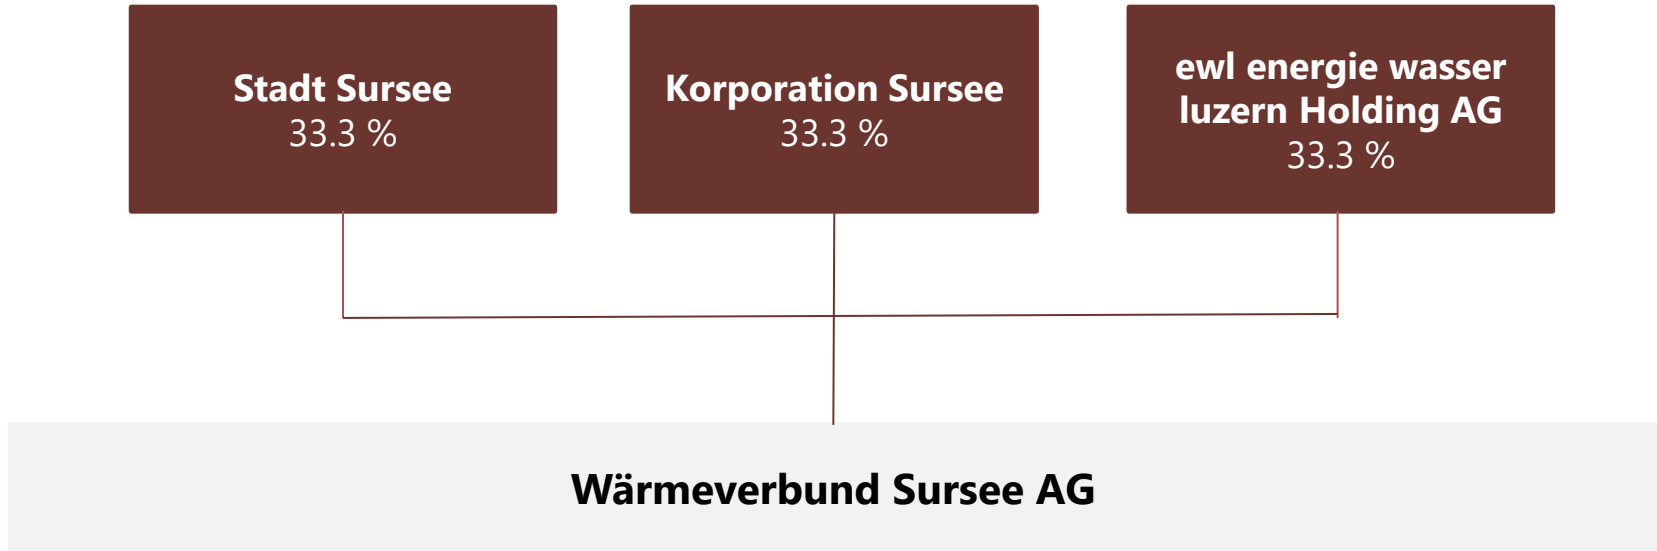 Stadt Sursee
33.3 %
Korporation Sursee
33.3 %
ewl energie wasser
luzern Holding AG
33.3 %
Wärmeverbund Sursee AG